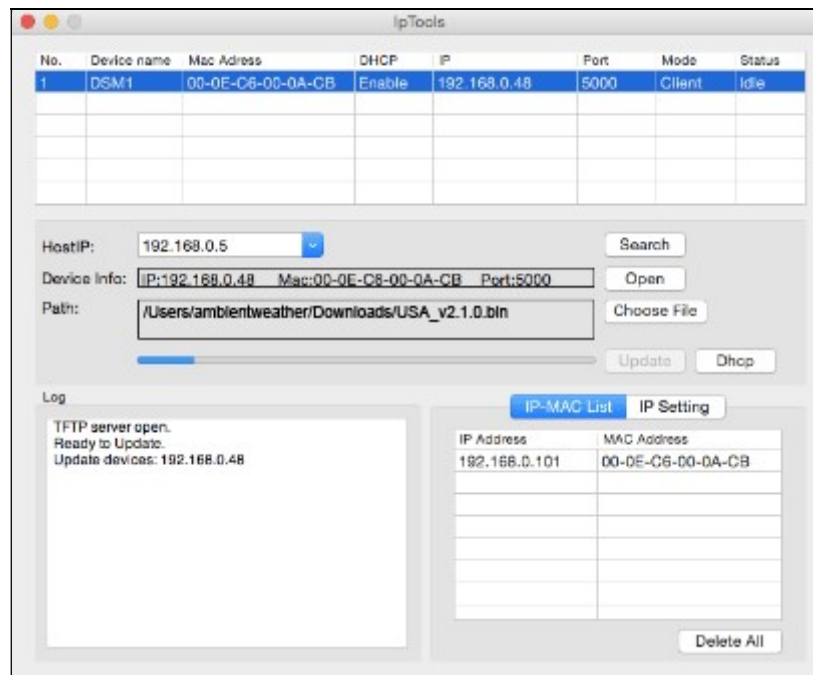 IpTools
No. Device name Mac Adress DHCP IP Port Mode Status
1 DSM1 00-0E-C6-00-0A-CB Enable 192.168.0.48 5000 Client Idle
HostIP: 192.168.0.5 Search
Device Info: IP:192.168.0.48 Mac:00-0E-C6-00-0A-CB Port:5000 Open
Path: /Users/ambientweather/Downloads/USA_v2.1.0.bin Choose File
Update Dhcp
Log
TFTP server open.
Ready to Update.
Update devices: 192.168.0.48
IP-MAC List IP Setting
IP Address MAC Address
192.168.0.101 00-0E-C6-00-0A-CB
Delete All